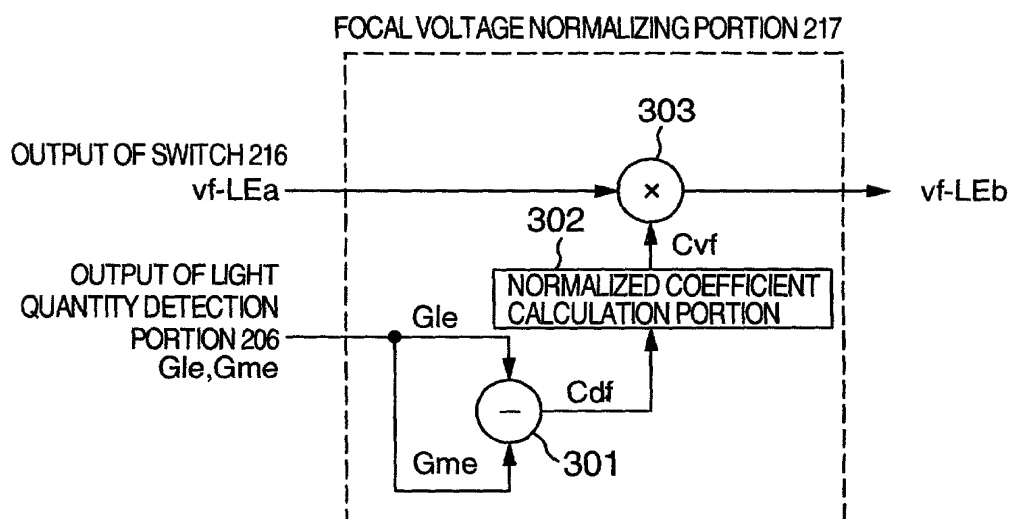 FOCAL VOLTAGE NORMALIZING PORTION 217
303
OUTPUT OF SWITCH 216
vf-LEa
×
vf-LEb
302
Cvf
OUTPUT OF LIGHT
QUANTITY DETECTION
PORTION 206
Gle,Gme
NORMALIZED COEFFICIENT
CALCULATION PORTION
Gle
Cdf
−
Gme
301